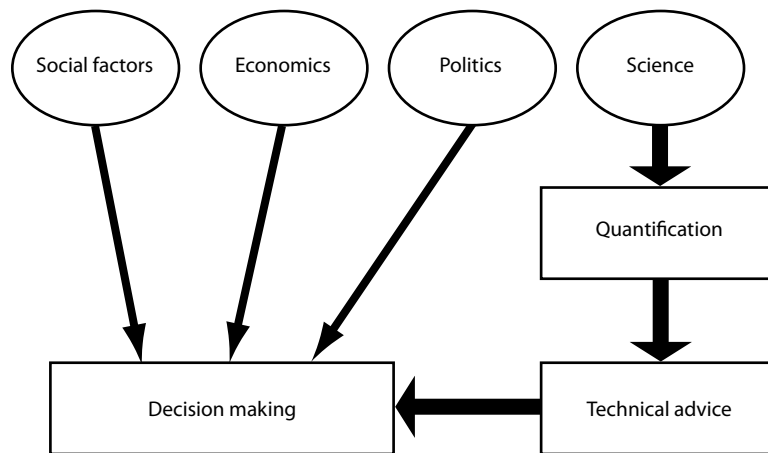 Social factors
Economics
Politics
Science
Quantification
Decision making
Technical advice